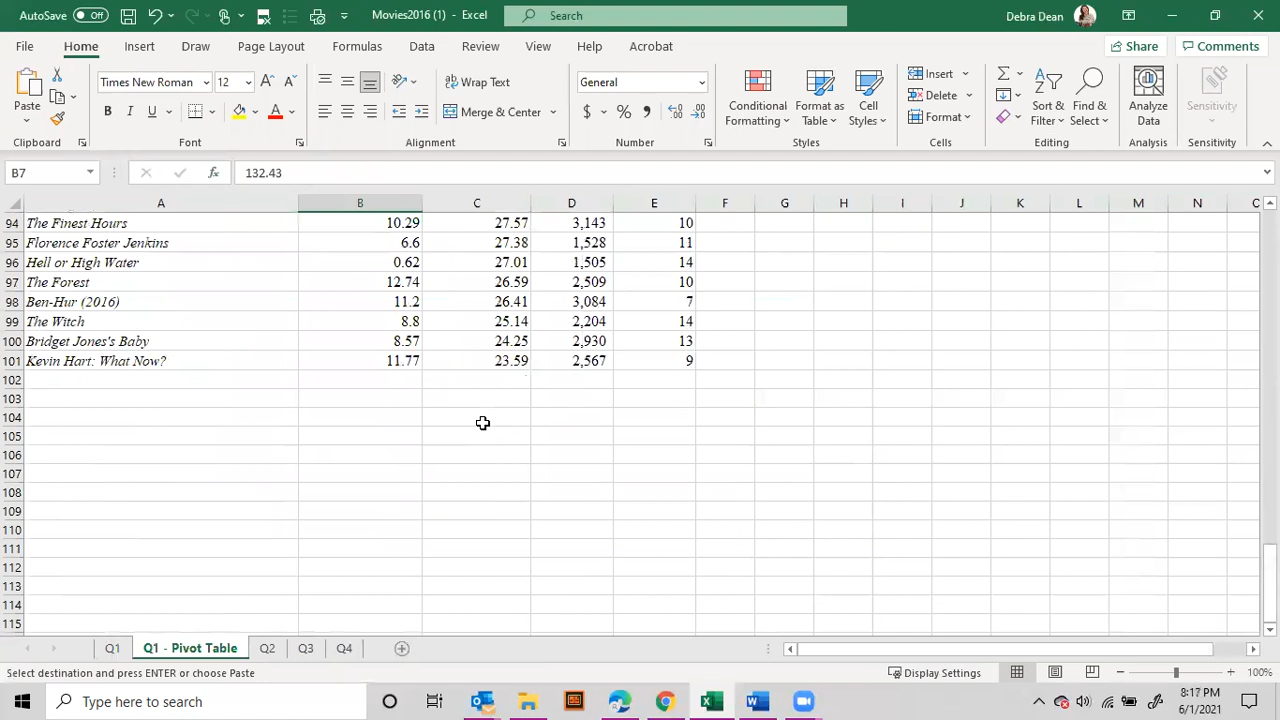 AutoSave Off Movies2016 (1) - Excel Search Debra Dean
File Home Insert Draw Page Layout Formulas Data Review View Help Acrobat Share Comments
Paste Times New Roman 12 Wrap Text General Conditional Formatting Format as Table Cell Styles Insert Sort & Filter Find & Select Analyze Data Sensitivity
B I U Merge & Center $ % Delete
Format
Clipboard Font Alignment Number Styles Cells Editing Analysis Sensitivity
B7 fx 132.43
A B C D E F G H I J K L M N
94 The Finest Hours 10.29 27.57 3,143 10
95 Florence Foster Jenkins 6.6 27.38 1,528 11
96 Hell or High Water 0.62 27.01 1,505 14
97 The Forest 12.74 26.59 2,509 10
98 Ben-Hur (2016) 11.2 26.41 3,084 7
99 The Witch 8.8 25.14 2,204 14
100 Bridget Jones's Baby 8.57 24.25 2,930 13
101 Kevin Hart: What Now? 11.77 23.59 2,567 9
102
103
104
105
106
107
108
109
110
111
112
113
114
115
Q1 Q1 - Pivot Table Q2 Q3 Q4
Select destination and press ENTER or choose Paste Display Settings 100%
Type here to search 8:17 PM
6/1/2021